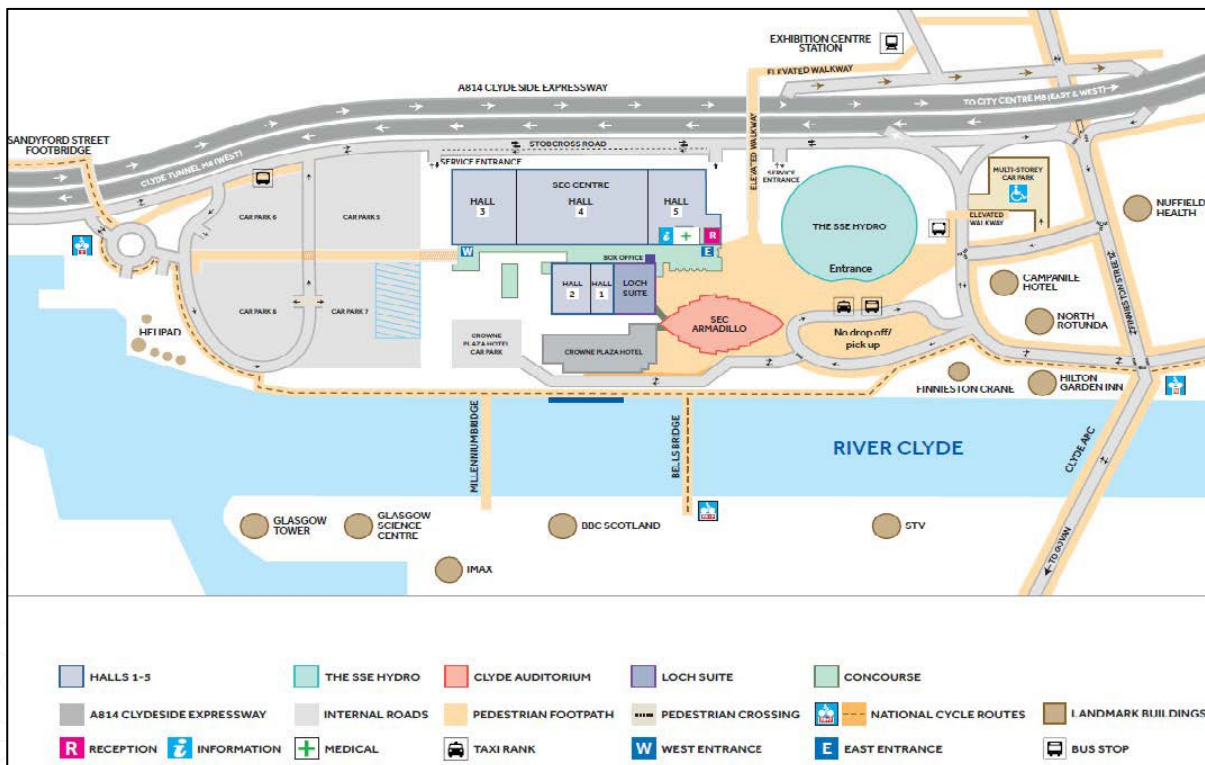 EXHIBITION CENTRE
STATION
ELEVATED WALKWAY
A814 CLYDESIDE EXPRESSWAY
TO CITY CENTRE M8 (EAST & WEST)
SANDYFORD STREET
FOOTBRIDGE
CLYDE TUNNEL M8 (WEST)
STOBCROSS ROAD
SERVICE ENTRANCE
ELEVATED WALKWAY
SERVICE
ENTRANCE
MULTI-STOREY
CAR PARK
SEC CENTRE
HALL
3
HALL
4
HALL
5
i
R
CAR PARK 6
CAR PARK 5
THE SSE HYDRO
ELEVATED
WALKWAY
NUFFIELD
HEALTH
W
BOX OFFICE
E
Entrance
FINNIESTON STREET
HALL
2
HALL
1
LOCH
SUITE
CAMPANILE
HOTEL
CAR PARK 8
CAR PARK 7
SEC
ARMADILLO
NORTH
ROTUNDA
HELIPAD
CROWNE
PLAZA HOTEL
CAR PARK
CROWNE PLAZA HOTEL
No drop off/
pick up
FINNIESTON CRANE
HILTON
GARDEN INN
MILLENNIUM BRIDGE
BELLS BRIDGE
RIVER CLYDE
CLYDE ARC
GLASGOW
TOWER
GLASGOW
SCIENCE
CENTRE
BBC SCOTLAND
STV
IMAX
TO GOVAN
HALLS 1-5
THE SSE HYDRO
CLYDE AUDITORIUM
LOCH SUITE
CONCOURSE
A814 CLYDESIDE EXPRESSWAY
INTERNAL ROADS
PEDESTRIAN FOOTPATH
PEDESTRIAN CROSSING
NATIONAL CYCLE ROUTES
LANDMARK BUILDINGS
R RECEPTION
i INFORMATION
MEDICAL
TAXI RANK
W WEST ENTRANCE
E EAST ENTRANCE
BUS STOP